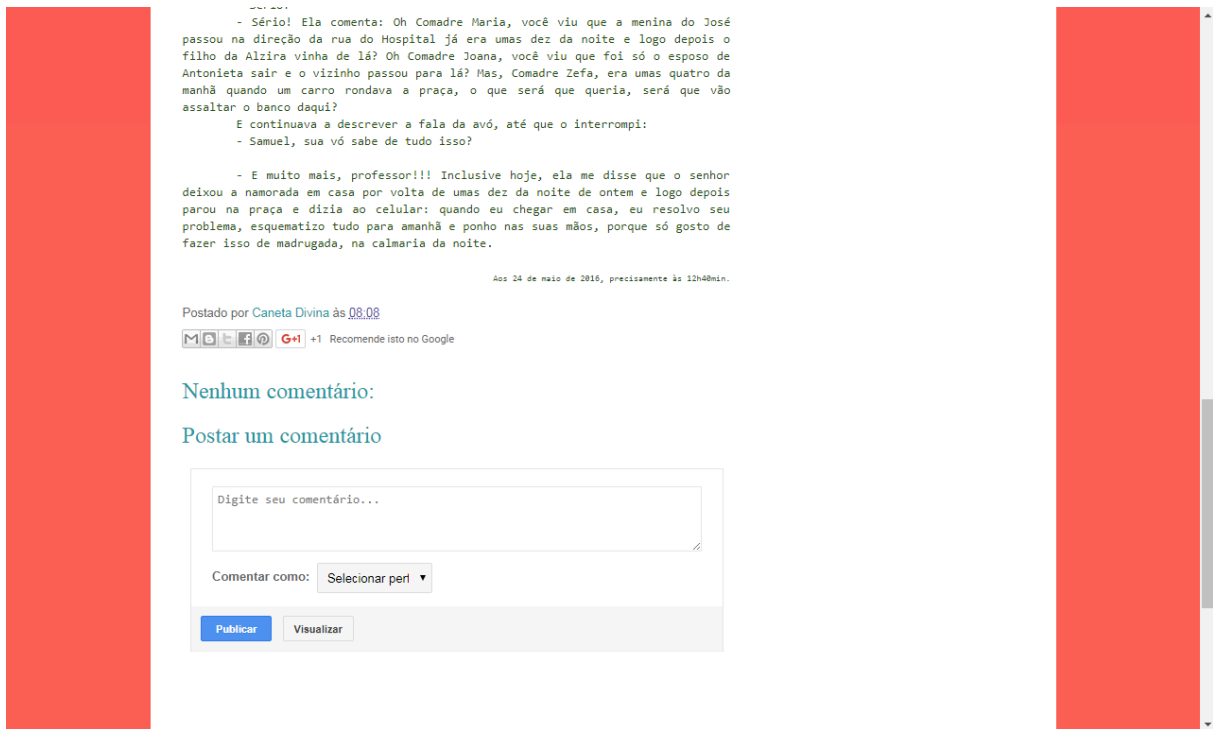 - Sério! Ela comenta: Oh Comadre Maria, você viu que a menina do José
passou na direção da rua do Hospital já era umas dez da noite e logo depois o
filho da Alzira vinha de lá? Oh Comadre Joana, você viu que foi só o esposo de
Antonieta sair e o vizinho passou para lá? Mas, Comadre Zefa, era umas quatro da
manhã quando um carro rondava a praça, o que será que queria, será que vão
assaltar o banco daqui?
E continuava a descrever a fala da avó, até que o interrompi:
- Samuel, sua vó sabe de tudo isso?
- E muito mais, professor!!! Inclusive hoje, ela me disse que o senhor
deixou a namorada em casa por volta de umas dez da noite de ontem e logo depois
parou na praça e dizia ao celular: quando eu chegar em casa, eu resolvo seu
problema, esquematizo tudo para amanhã e ponho nas suas mãos, porque só gosto de
fazer isso de madrugada, na calmaria da noite.
Aos 24 de maio de 2016, precisamente às 12h40min.
Postado por Caneta Divina às 08:08
G+1 +1 Recomende isto no Google
Nenhum comentário:
Postar um comentário
Digite seu comentário...
Comentar como: Selecionar perf
Publicar Visualizar